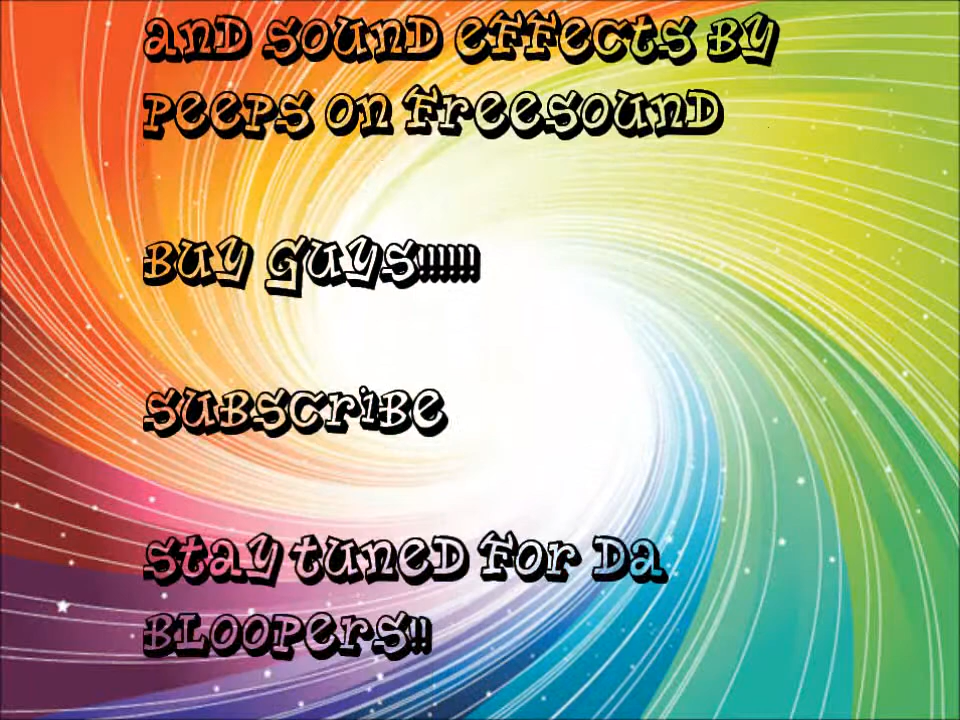 and sound effects by
peeps on freesound
Buy Guys!!!!!!
Subscribe
Stay tuned for da
Bloopers!!